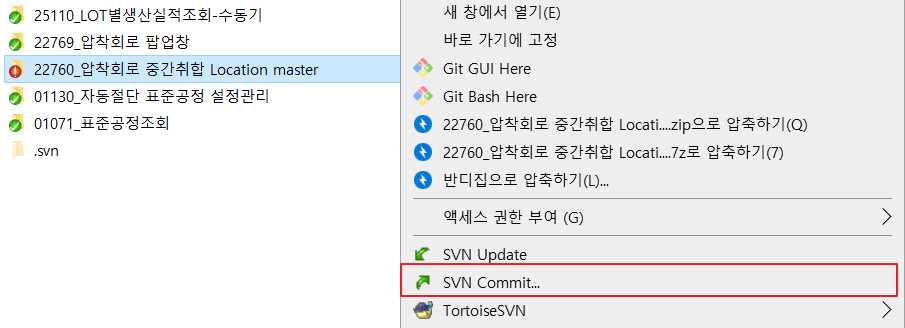 25110_LOT별생산실적조회-수동기
22769_압착회로 팝업창
22760_압착회로 중간취합 Location master
01130_자동절단 표준공정 설정관리
01071_표준공정조회
.svn
새 창에서 열기(E)
바로 가기에 고정
Git GUI Here
Git Bash Here
22760_압착회로 중간취합 Locati....zip으로 압축하기(Q)
22760_압착회로 중간취합 Locati....7z로 압축하기(7)
반디집으로 압축하기(L)...
액세스 권한 부여 (G)
SVN Update
SVN Commit...
TortoiseSVN